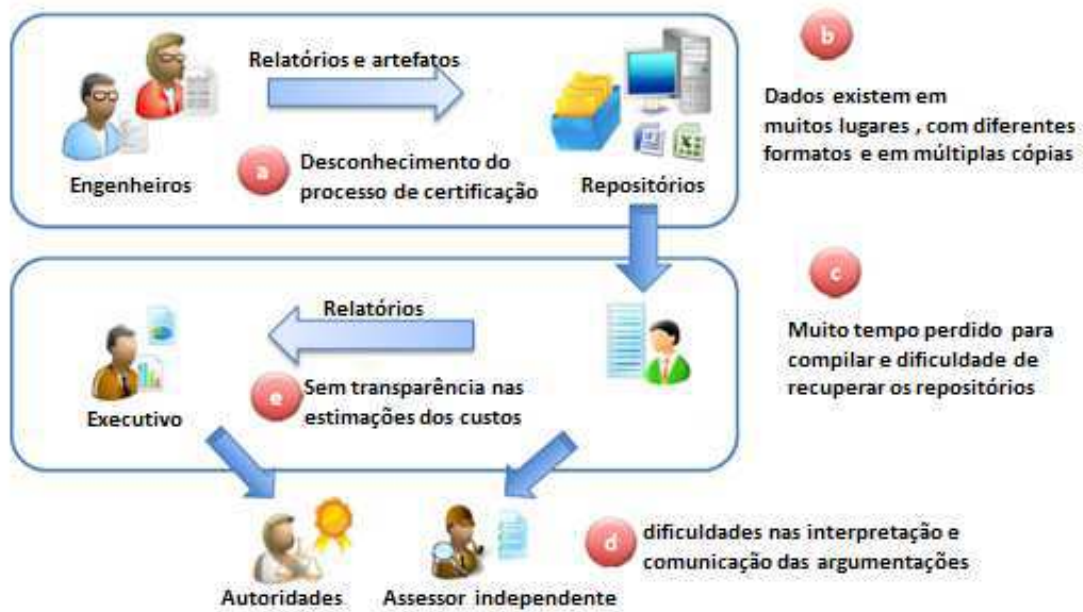 Relatórios e artefatos
Engenheiros
a
Desconhecimento do
processo de certificação
Repositórios
b
Dados existem em
muitos lugares , com diferentes
formatos e em múltiplas cópias
Relatórios
Executivo
e
Sem transparência nas
estimações dos custos
c
Muito tempo perdido para
compilar e dificuldade de
recuperar os repositórios
Autoridades
Assessor independente
d
dificuldades nas interpretação e
comunicação das argumentações